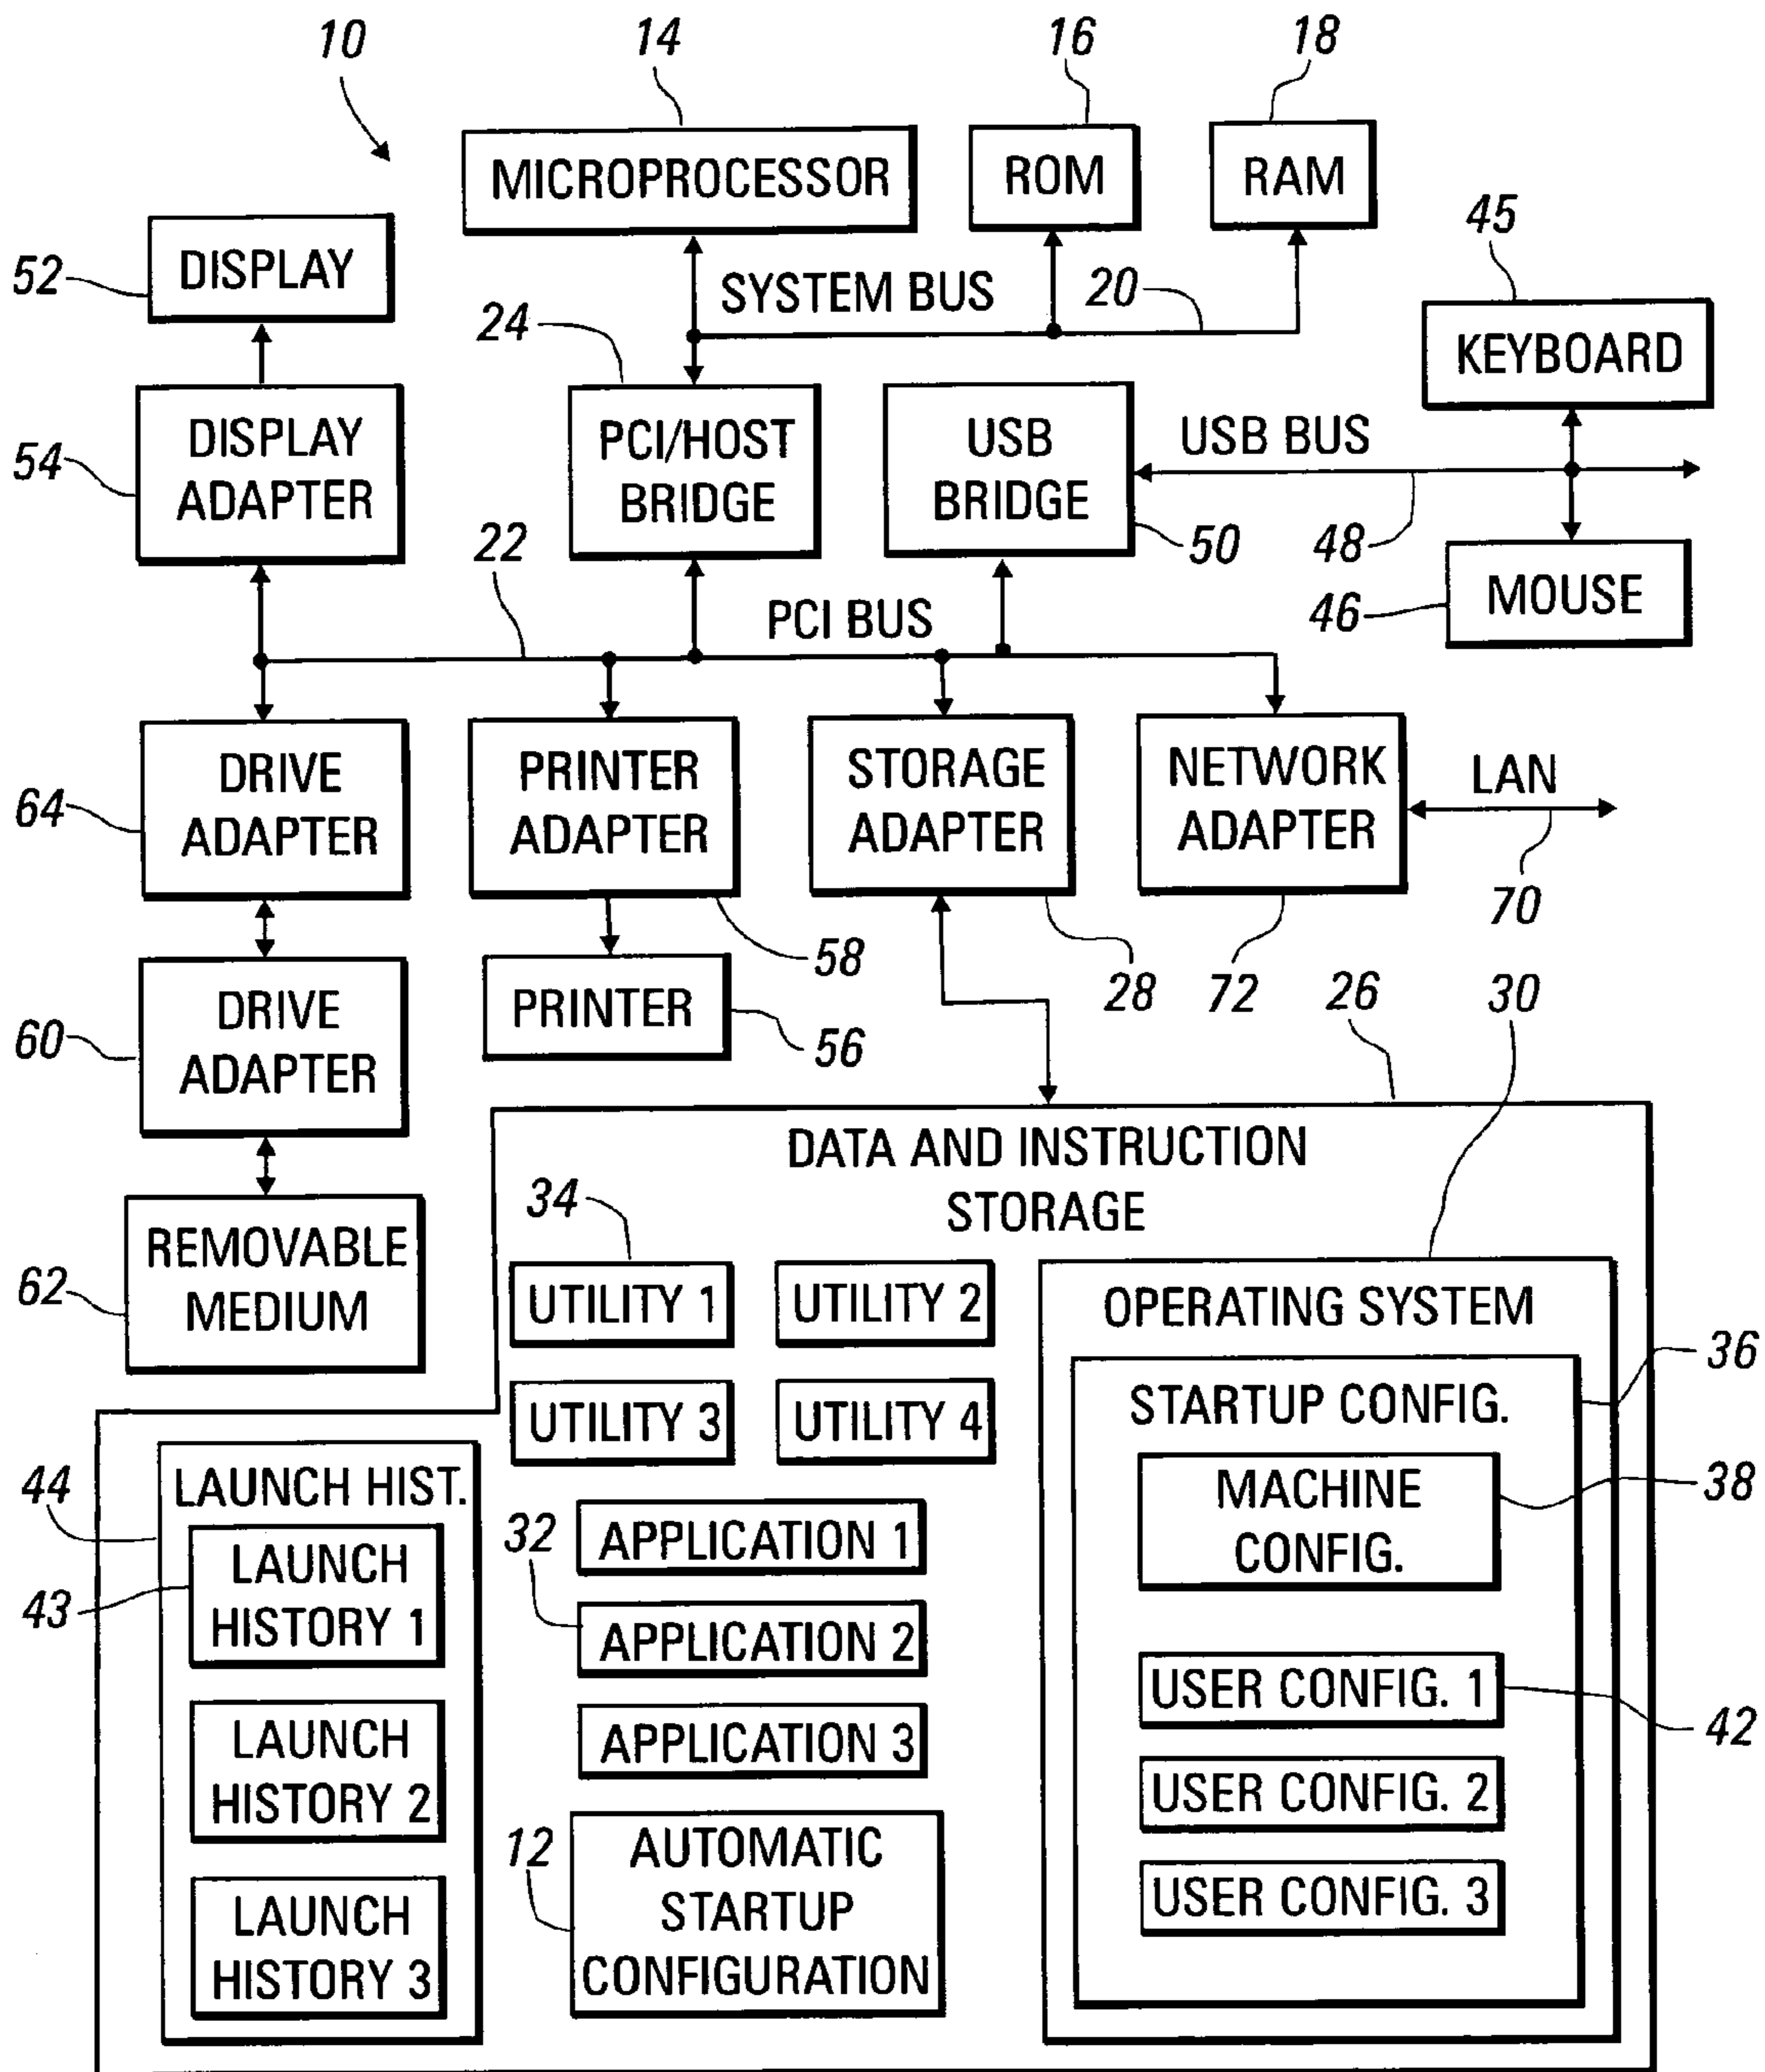 10
14
16
18
MICROPROCESSOR
ROM
RAM
45
52
DISPLAY
SYSTEM BUS
20
24
KEYBOARD
54
DISPLAY
ADAPTER
PCI/HOST
BRIDGE
USB
BRIDGE
USB BUS
22
50
48
PCI BUS
46
MOUSE
64
DRIVE
ADAPTER
PRINTER
ADAPTER
STORAGE
ADAPTER
NETWORK
ADAPTER
LAN
70
58
28
72
26
30
60
DRIVE
ADAPTER
PRINTER
56
DATA AND INSTRUCTION
STORAGE
34
62
REMOVABLE
MEDIUM
UTILITY 1
UTILITY 2
OPERATING SYSTEM
36
UTILITY 3
UTILITY 4
STARTUP CONFIG.
44
LAUNCH HIST.
MACHINE
CONFIG.
38
32
APPLICATION 1
43
LAUNCH
HISTORY 1
APPLICATION 2
USER CONFIG. 1
42
LAUNCH
HISTORY 2
APPLICATION 3
USER CONFIG. 2
12
AUTOMATIC
STARTUP
CONFIGURATION
USER CONFIG. 3
LAUNCH
HISTORY 3